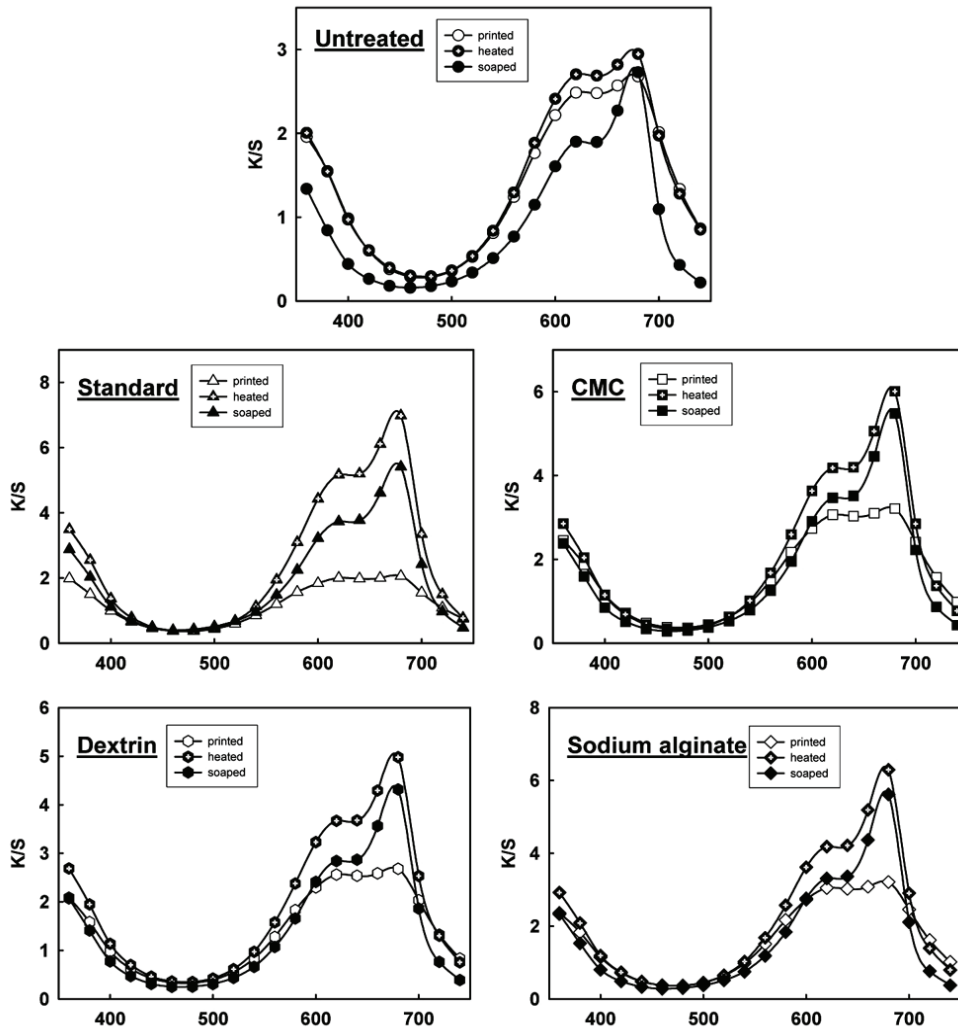 Untreated
printed
heated
soaped
K/S
3
2
1
0
400 500 600 700
Standard
printed
heated
soaped
K/S
8
6
4
2
0
400 500 600 700
CMC
printed
heated
soaped
K/S
6
4
2
0
400 500 600 700
Dextrin
printed
heated
soaped
K/S
6
5
4
3
2
1
0
400 500 600 700
Sodium alginate
printed
heated
soaped
K/S
8
6
4
2
0
400 500 600 700